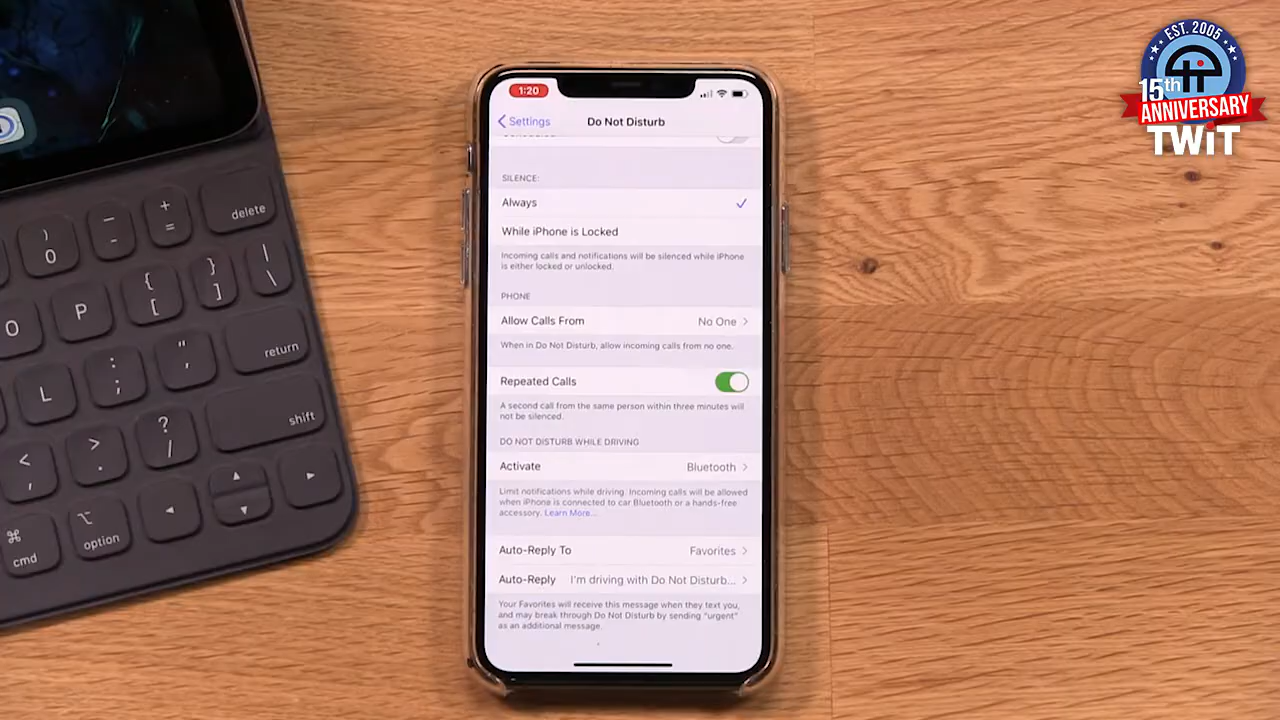 EST. 2005
15th
ANNIVERSARY
TWiT
1:20
Settings
Do Not Disturb
SILENCE:
Always
While iPhone is Locked
Incoming calls and notifications will be silenced while iPhone
is either locked or unlocked.
PHONE
Allow Calls From No One
When in Do Not Disturb, allow incoming calls from no one.
Repeated Calls
A second call from the same person within three minutes will
not be silenced.
DO NOT DISTURB WHILE DRIVING
Activate Bluetooth
Limit notifications while driving. Incoming calls will be allowed
when iPhone is connected to car Bluetooth or a hands-free
accessory. Learn More...
Auto-Reply To Favorites
Auto-Reply I'm driving with Do Not Disturb...
Your Favorites will receive this message when they text you,
and may break through Do Not Disturb by sending "urgent"
as an additional message.
) 0 _ - + = delete
O P { [ } ] | \
L : ; " ' return
< , > . ? / shift
⌘ cmd ⌥ option ◄ ▲ ▼ ►